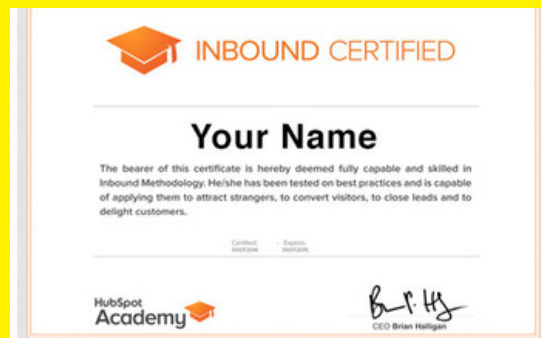 INBOUND CERTIFIED
Your Name
The bearer of this certificate is hereby deemed fully capable and skilled in
Inbound Methodology. He/she has been tested on best practices and is capable
of applying them to attract strangers, to convert visitors, to close leads and to
delight customers.
Certified: - Expires:
HubSpot
Academy
CEO Brian Halligan